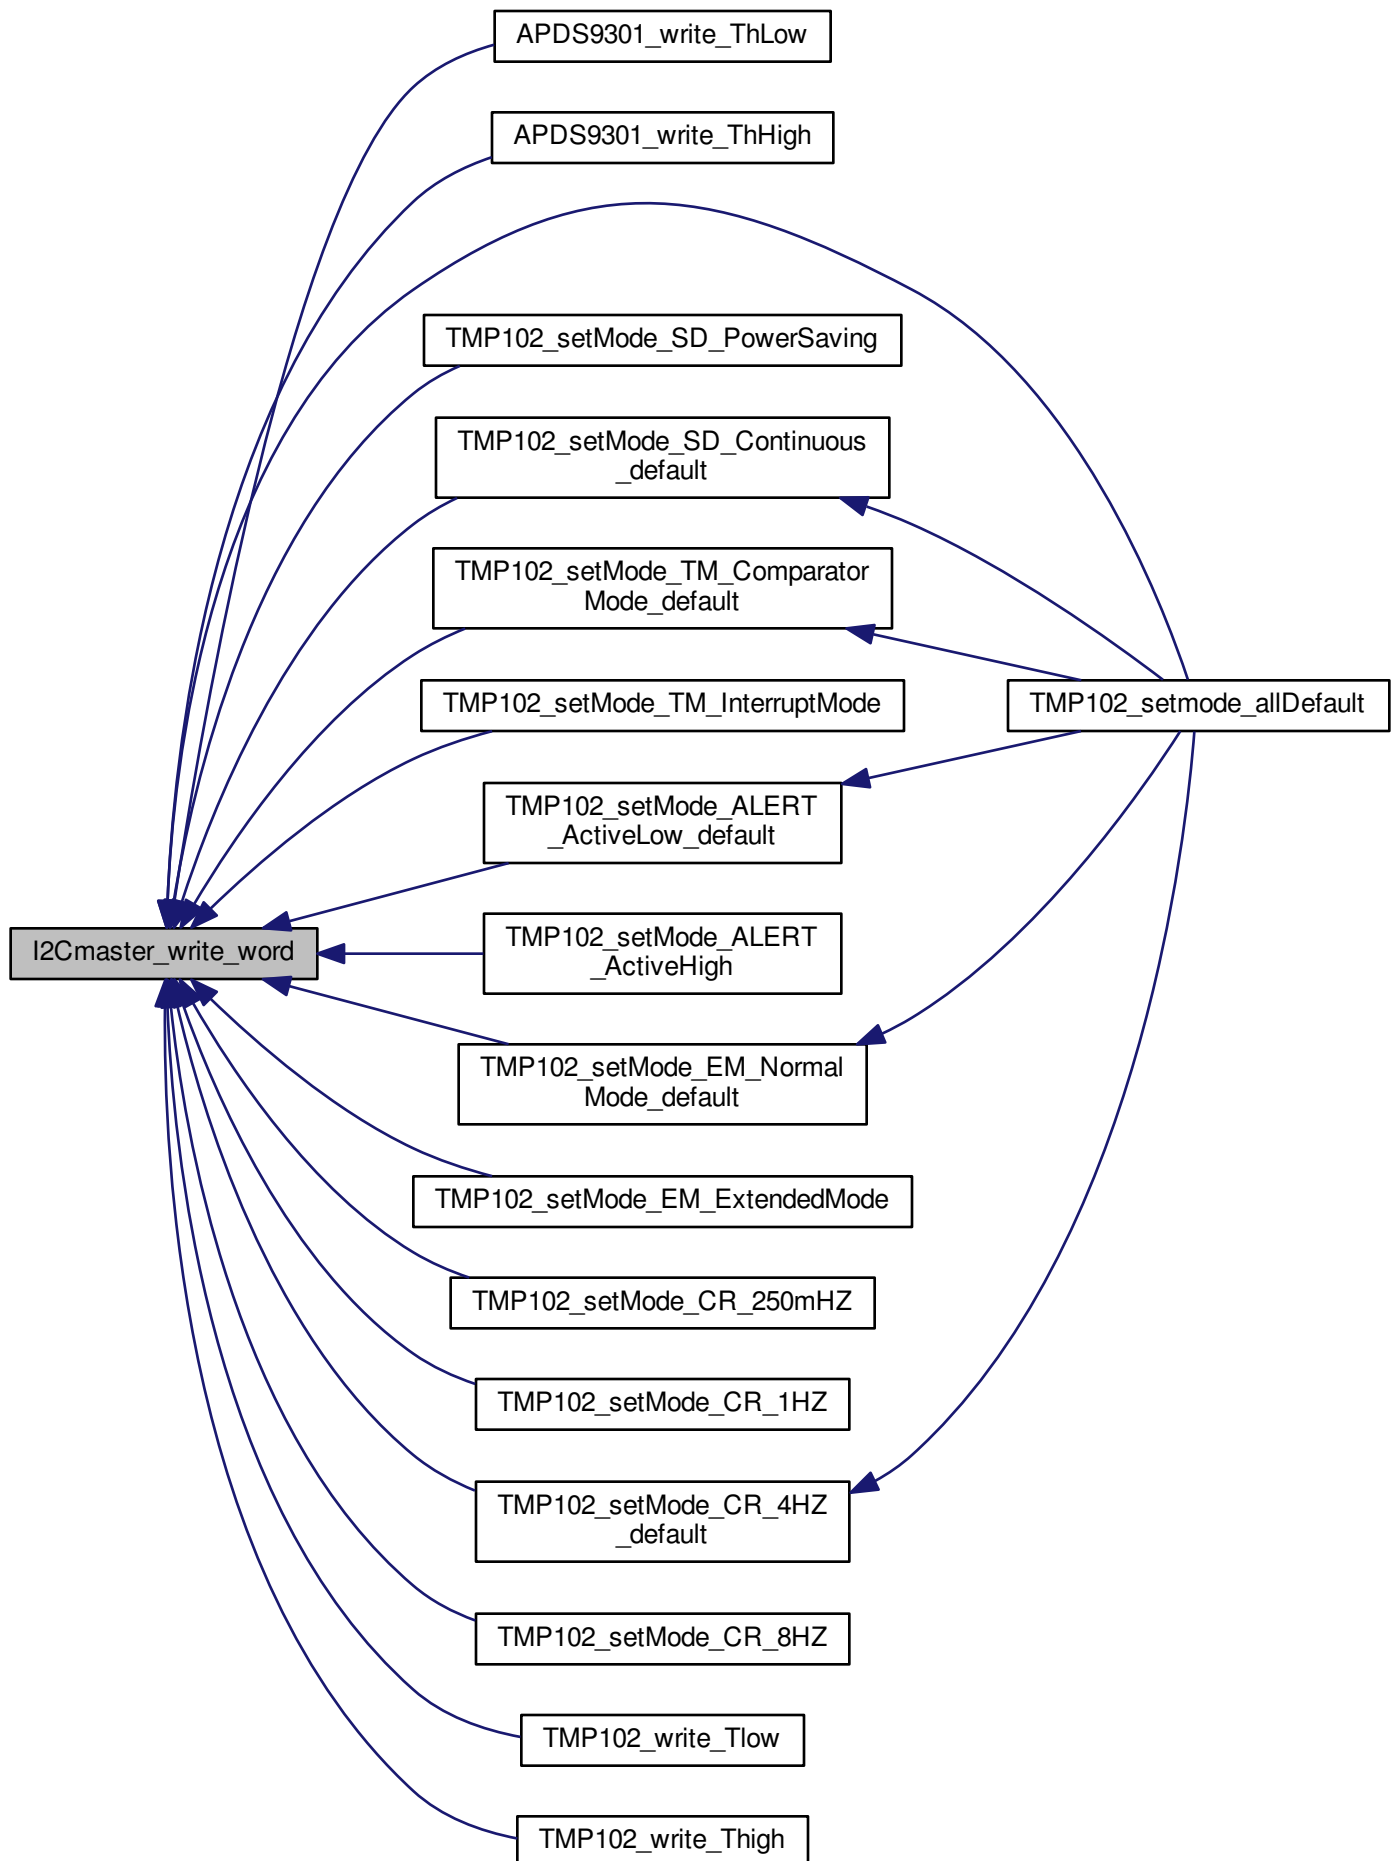 APDS9301_write_ThLow
APDS9301_write_ThHigh
TMP102_setMode_SD_PowerSaving
TMP102_setMode_SD_Continuous
_default
TMP102_setMode_TM_Comparator
Mode_default
TMP102_setMode_TM_InterruptMode
TMP102_setmode_allDefault
TMP102_setMode_ALERT
_ActiveLow_default
I2Cmaster_write_word
TMP102_setMode_ALERT
_ActiveHigh
TMP102_setMode_EM_Normal
Mode_default
TMP102_setMode_EM_ExtendedMode
TMP102_setMode_CR_250mHZ
TMP102_setMode_CR_1HZ
TMP102_setMode_CR_4HZ
_default
TMP102_setMode_CR_8HZ
TMP102_write_Tlow
TMP102_write_Thigh